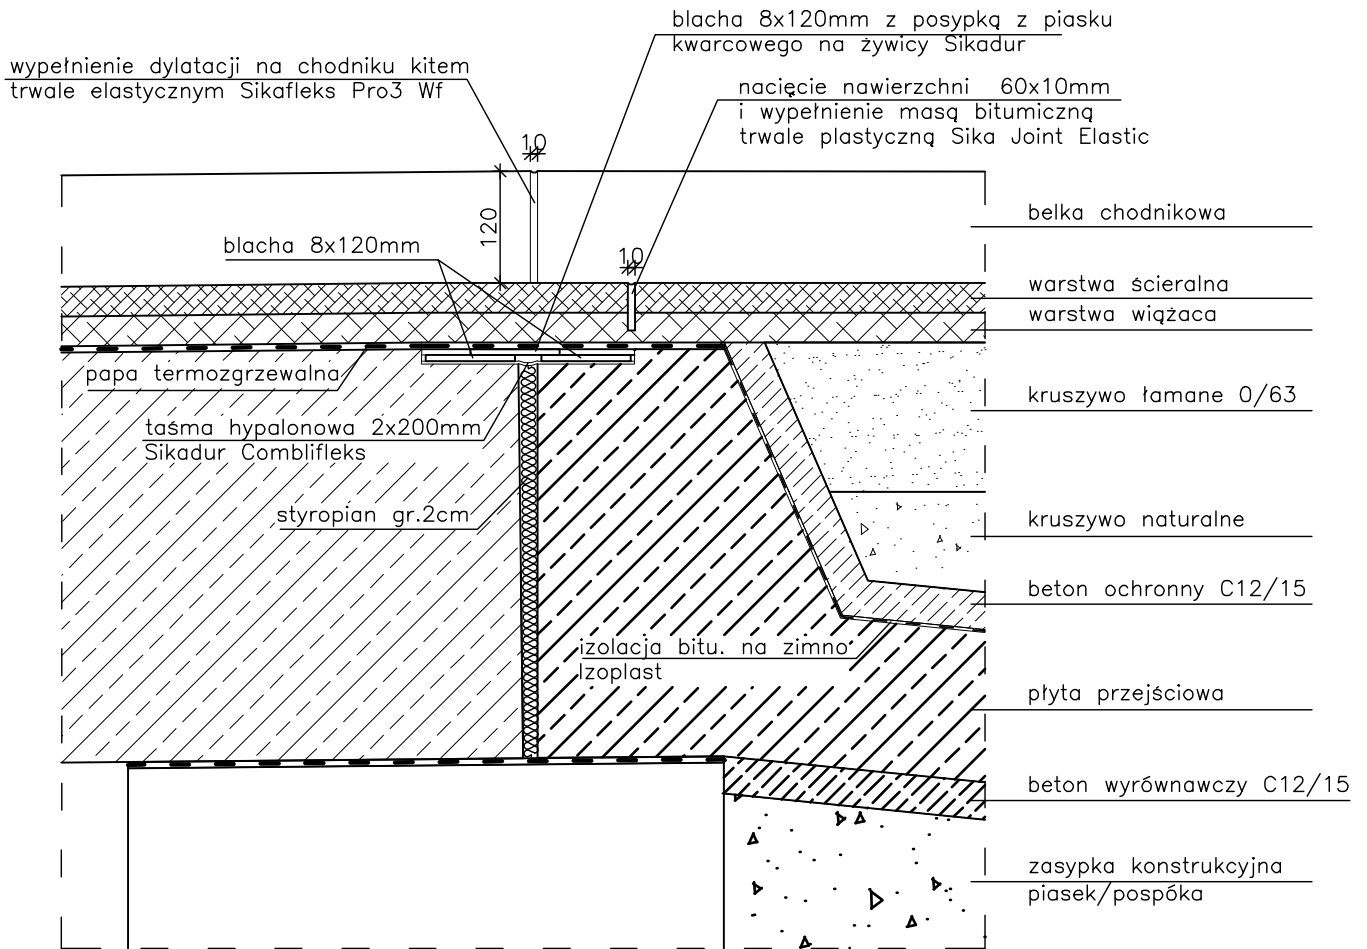 blacha 8x120mm z posypką z piasku
kwarcowego na żywicy Sikadur
wypełnienie dylatacji na chodniku kitem
trwale elastycznym Sikafleks Pro3 Wf
nacięcie nawierzchni 60x10mm
i wypełnienie masą bitumiczną
trwale plastyczną Sika Joint Elastic
10
120
belka chodnikowa
blacha 8x120mm
10
warstwa ścieralna
warstwa wiążaca
papa termozgrzewalna
kruszywo łamane 0/63
taśma hypalonowa 2x200mm
Sikadur Comblifleks
styropian gr.2cm
kruszywo naturalne
beton ochronny C12/15
izolacja bitu. na zimno
Izoplast
płyta przejściowa
beton wyrównawczy C12/15
zasypka konstrukcyjna
piasek/pospóka